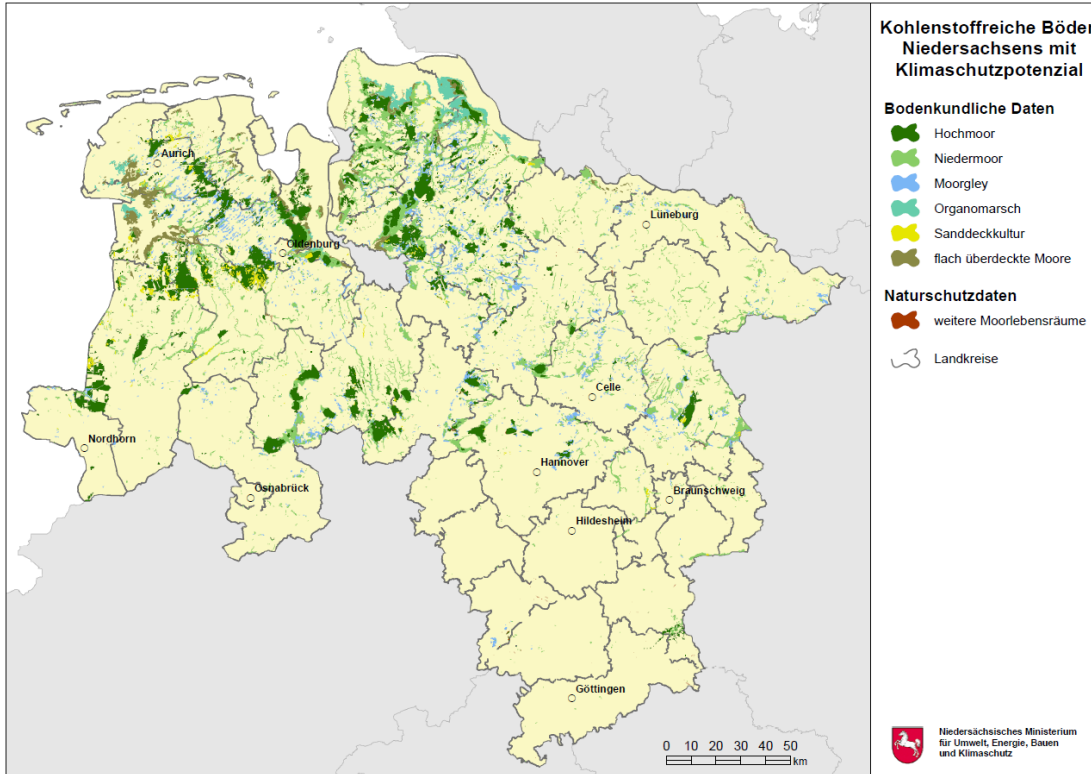 Kohlenstoffreiche Böden
Niedersachsens mit
Klimaschutzpotenzial
Bodenkundliche Daten
Hochmoor
Niedermoor
Moorgley
Organomarsch
Sanddeckkultur
flach überdeckte Moore
Naturschutzdaten
weitere Moorlebensräume
Landkreise
Aurich
Lüneburg
Oldenburg
Celle
Nordhorn
Hannover
Osnabrück
Braunschweig
Hildesheim
Göttingen
0 10 20 30 40 50
km
Niedersächsisches Ministerium
für Umwelt, Energie, Bauen
und Klimaschutz